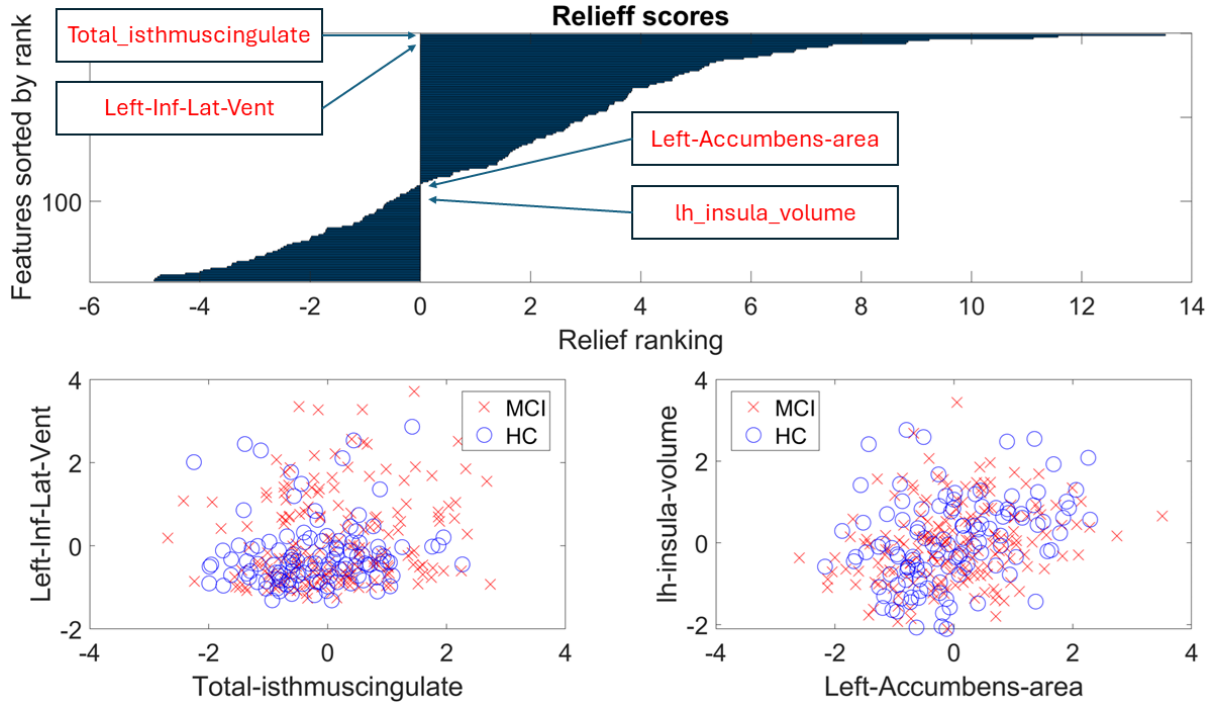 Relieff scores
Total_isthmuscingulate
Left-Inf-Lat-Vent
Left-Accumbens-area
lh_insula_volume
Features sorted by rank
100
-6 -4 -2 0 2 4 6 8 10 12 14
Relief ranking
4
2
0
-2
Left-Inf-Lat-Vent
MCI
HC
-4 -2 0 2 4
Total-isthmuscingulate
4
2
0
-2
lh-insula-volume
MCI
HC
-4 -2 0 2 4
Left-Accumbens-area